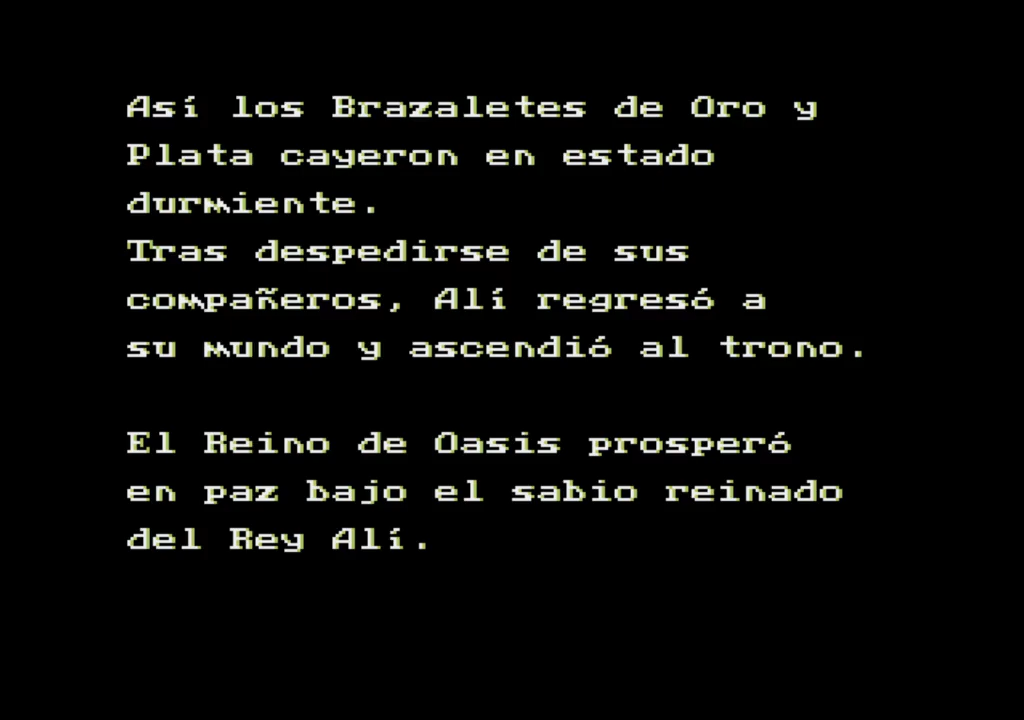 Así los Brazaletes de Oro y
Plata cayeron en estado
durmiente.
Tras despedirse de sus
compañeros, Alí regresó a
su mundo y ascendió al trono.
El Reino de Oasis prosperó
en paz bajo el sabio reinado
del Rey Alí.